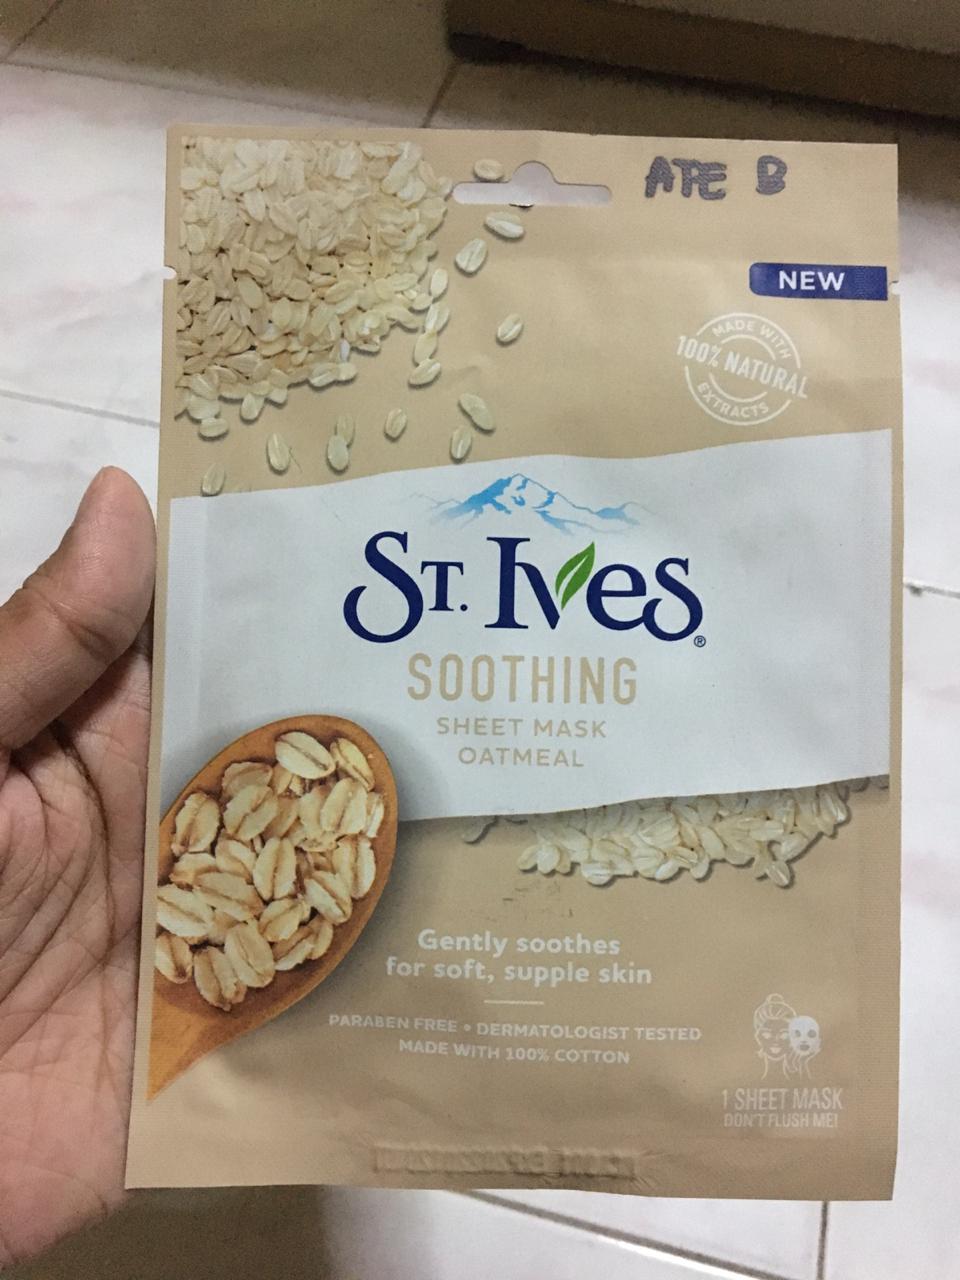 ATE B
NEW
MADE WITH
100% NATURAL
EXTRACTS
ST. IVES®
SOOTHING
SHEET MASK
OATMEAL
Gently soothes
for soft, supple skin
PARABEN FREE • DERMATOLOGIST TESTED
MADE WITH 100% COTTON
1 SHEET MASK
DON'T FLUSH ME!